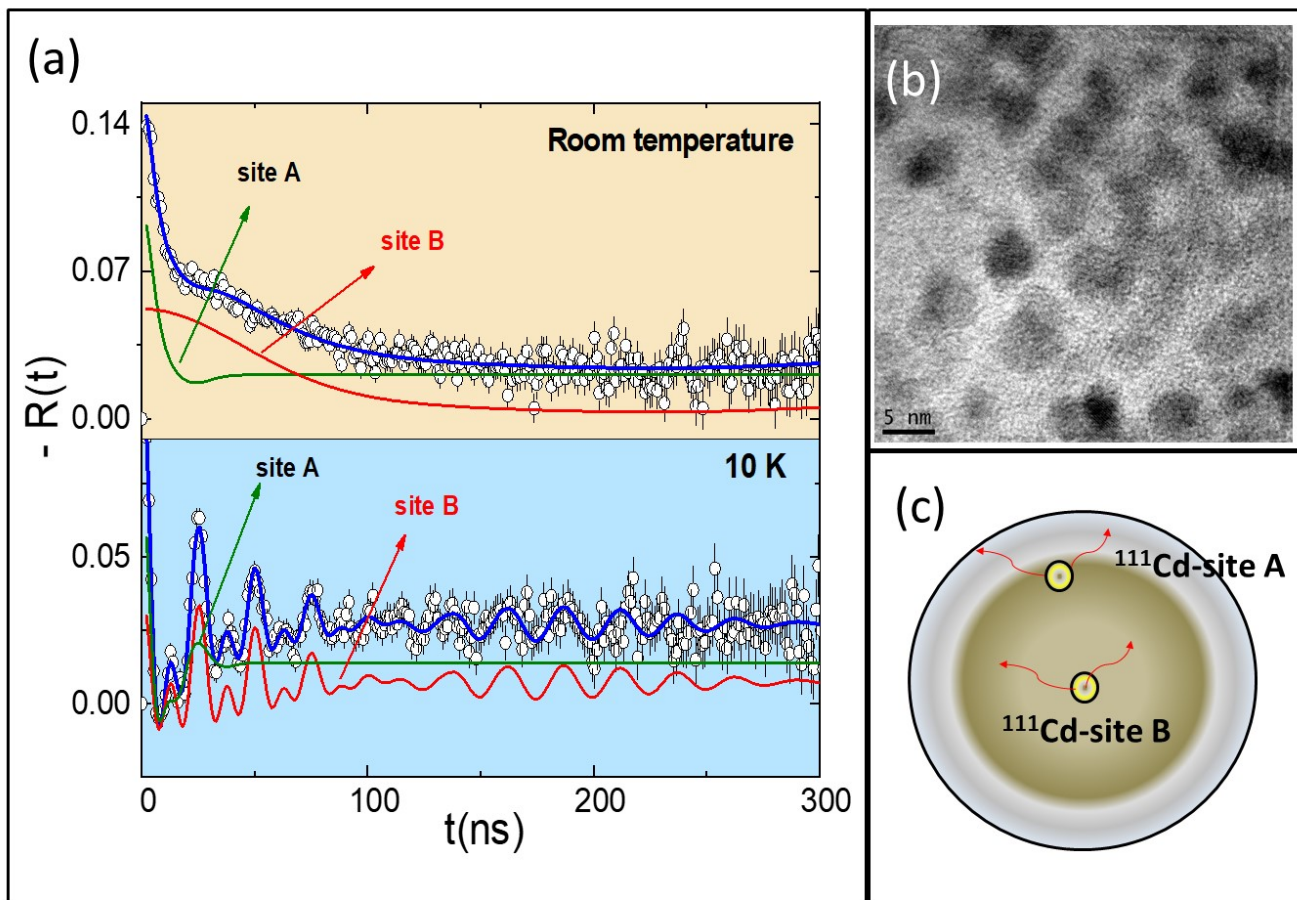 (a)
Room temperature
site A
site B
0.14
0.07
0.00
10 K
site A
site B
0.05
0.00
- R(t)
0
100
200
300
t(ns)
(b)
5 nm
(c)
¹¹¹Cd-site A
¹¹¹Cd-site B